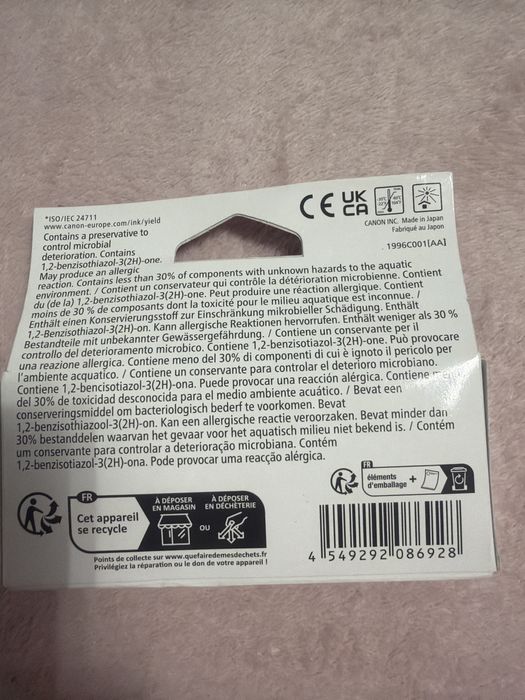 *ISO/IEC 24711
www.canon-europe.com/ink/yield
CE UK
CA
CANON INC. Made in Japan
Fabriqué au Japon
1996C001[AA]
Contains a preservative to
control microbial
deterioration. Contains
1,2-benzisothiazol-3(2H)-one.
May produce an allergic
reaction. Contains less than 30% of components with unknown hazards to the aquatic
environment. / Contient un conservateur qui contrôle la détérioration microbienne. Contient
du (de la) 1,2-benzisothiazol-3(2H)-one. Peut produire une réaction allergique. Contient
moins de 30 % de composants dont la toxicité pour le milieu aquatique est inconnue. /
Enthält einen Konservierungsstoff zur Einschränkung mikrobieller Schädigung. Enthält
1,2-Benzisothiazol-3(2H)-on. Kann allergische Reaktionen hervorrufen. Enthält weniger als 30 %
Bestandteile mit unbekannter Gewässergefährdung. / Contiene un conservante per il
controllo del deterioramento microbico. Contiene 1,2-benzisotiazol-3(2H)-one. Può provocare
una reazione allergica. Contiene meno del 30% di componenti di cui è ignoto il pericolo per
l'ambiente acquatico. / Contiene un conservante para controlar el deterioro microbiano.
Contiene 1,2-bencisotiazol-3(2H)-ona. Puede provocar una reacción alérgica. Contiene
del 30% de toxicidad desconocida para el medio ambiente acuático. / Bevat een
conserveringsmiddel om bacteriologisch bederf te voorkomen. Bevat
1,2-benzisothiazool-3(2H)-on. Kan een allergische reactie veroorzaken. Bevat minder dan
30% bestanddelen waarvan het gevaar voor het aquatisch milieu niet bekend is. / Contém
um conservante para controlar a deterioração microbiana. Contém
1,2-benzisotiazol-3(2H)-ona. Pode provocar uma reacção alérgica.
FR
Cet appareil
se recycle
À DÉPOSER
EN MAGASIN
OU
À DÉPOSER
EN DÉCHÈTERIE
Points de collecte sur www.quefairedemesdechets.fr
Privilégiez la réparation ou le don de votre appareil !
FR
éléments
d'emballage
+
4 549292 086928